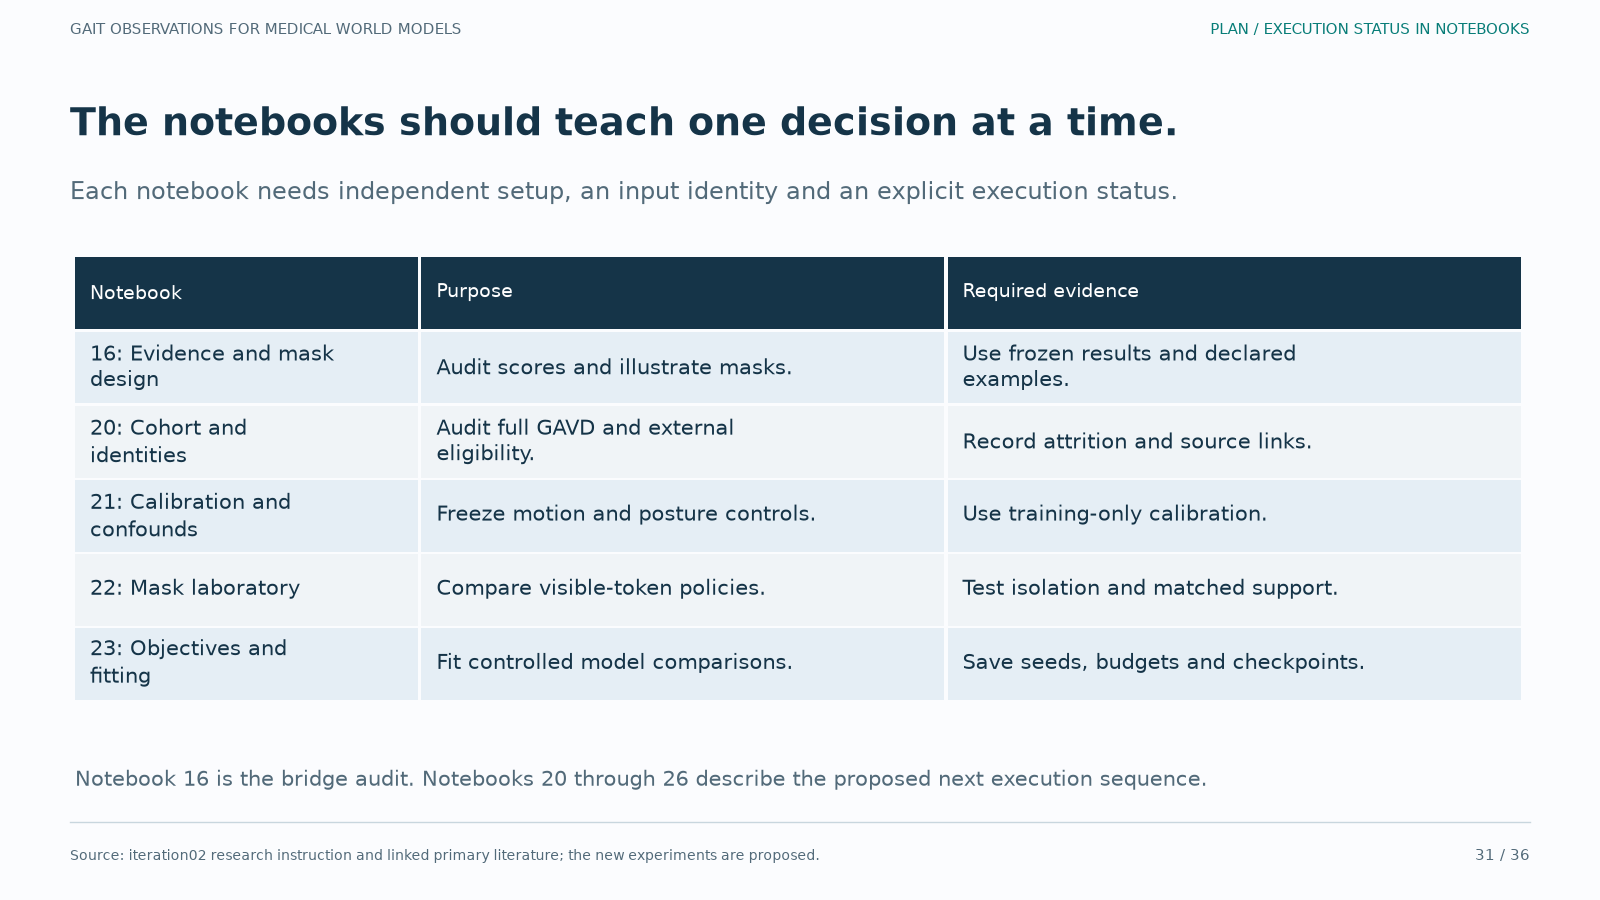 GAIT OBSERVATIONS FOR MEDICAL WORLD MODELS
PLAN / EXECUTION STATUS IN NOTEBOOKS
The notebooks should teach one decision at a time.
Each notebook needs independent setup, an input identity and an explicit execution status.
Notebook
Purpose
Required evidence
16: Evidence and mask
design
Audit scores and illustrate masks.
Use frozen results and declared
examples.
20: Cohort and
identities
Audit full GAVD and external
eligibility.
Record attrition and source links.
21: Calibration and
confounds
Freeze motion and posture controls.
Use training-only calibration.
22: Mask laboratory
Compare visible-token policies.
Test isolation and matched support.
23: Objectives and
fitting
Fit controlled model comparisons.
Save seeds, budgets and checkpoints.
Notebook 16 is the bridge audit. Notebooks 20 through 26 describe the proposed next execution sequence.
Source: iteration02 research instruction and linked primary literature; the new experiments are proposed.
31 / 36